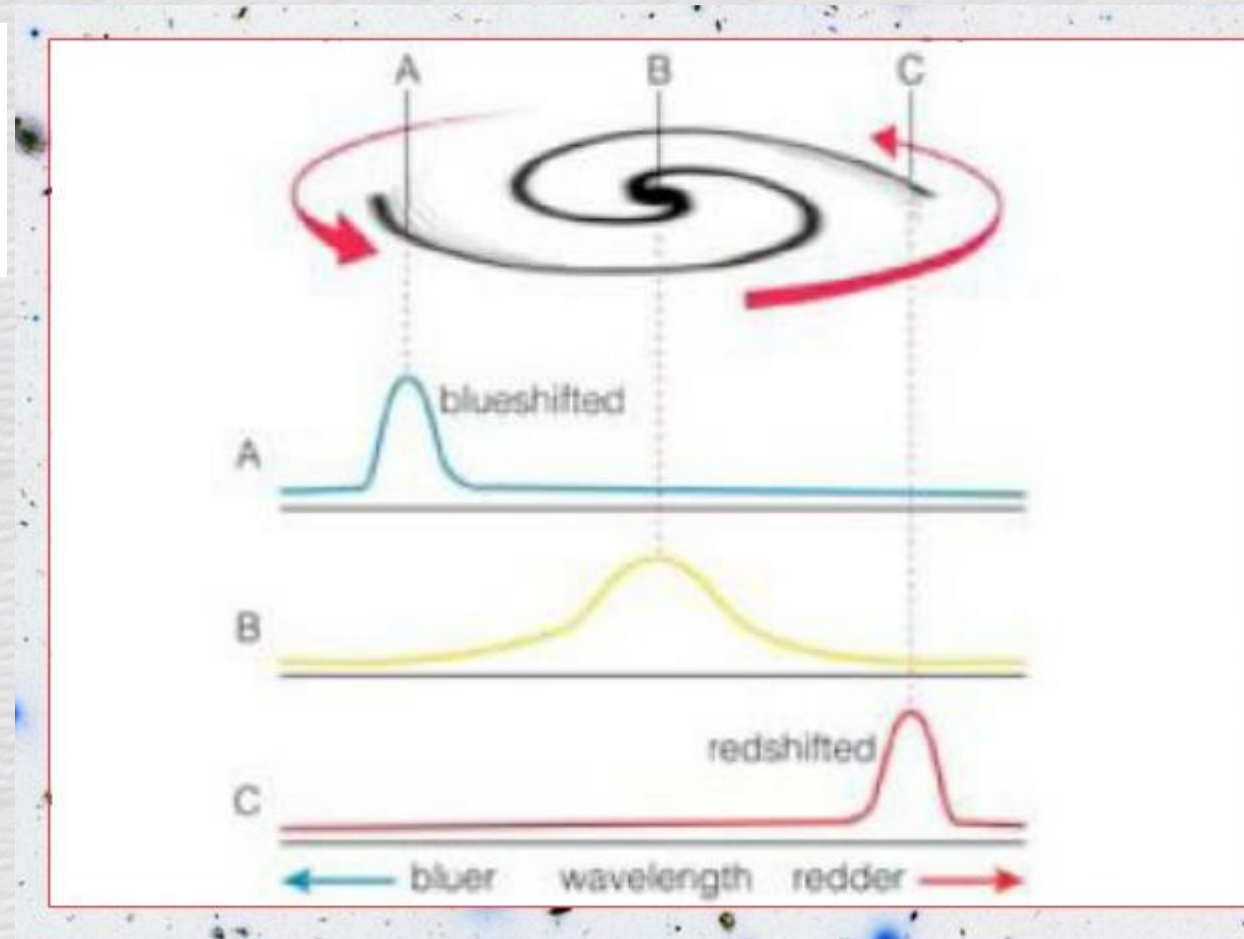 A B C
blueshifted
A
B
redshifted
C
bluer wavelength redder